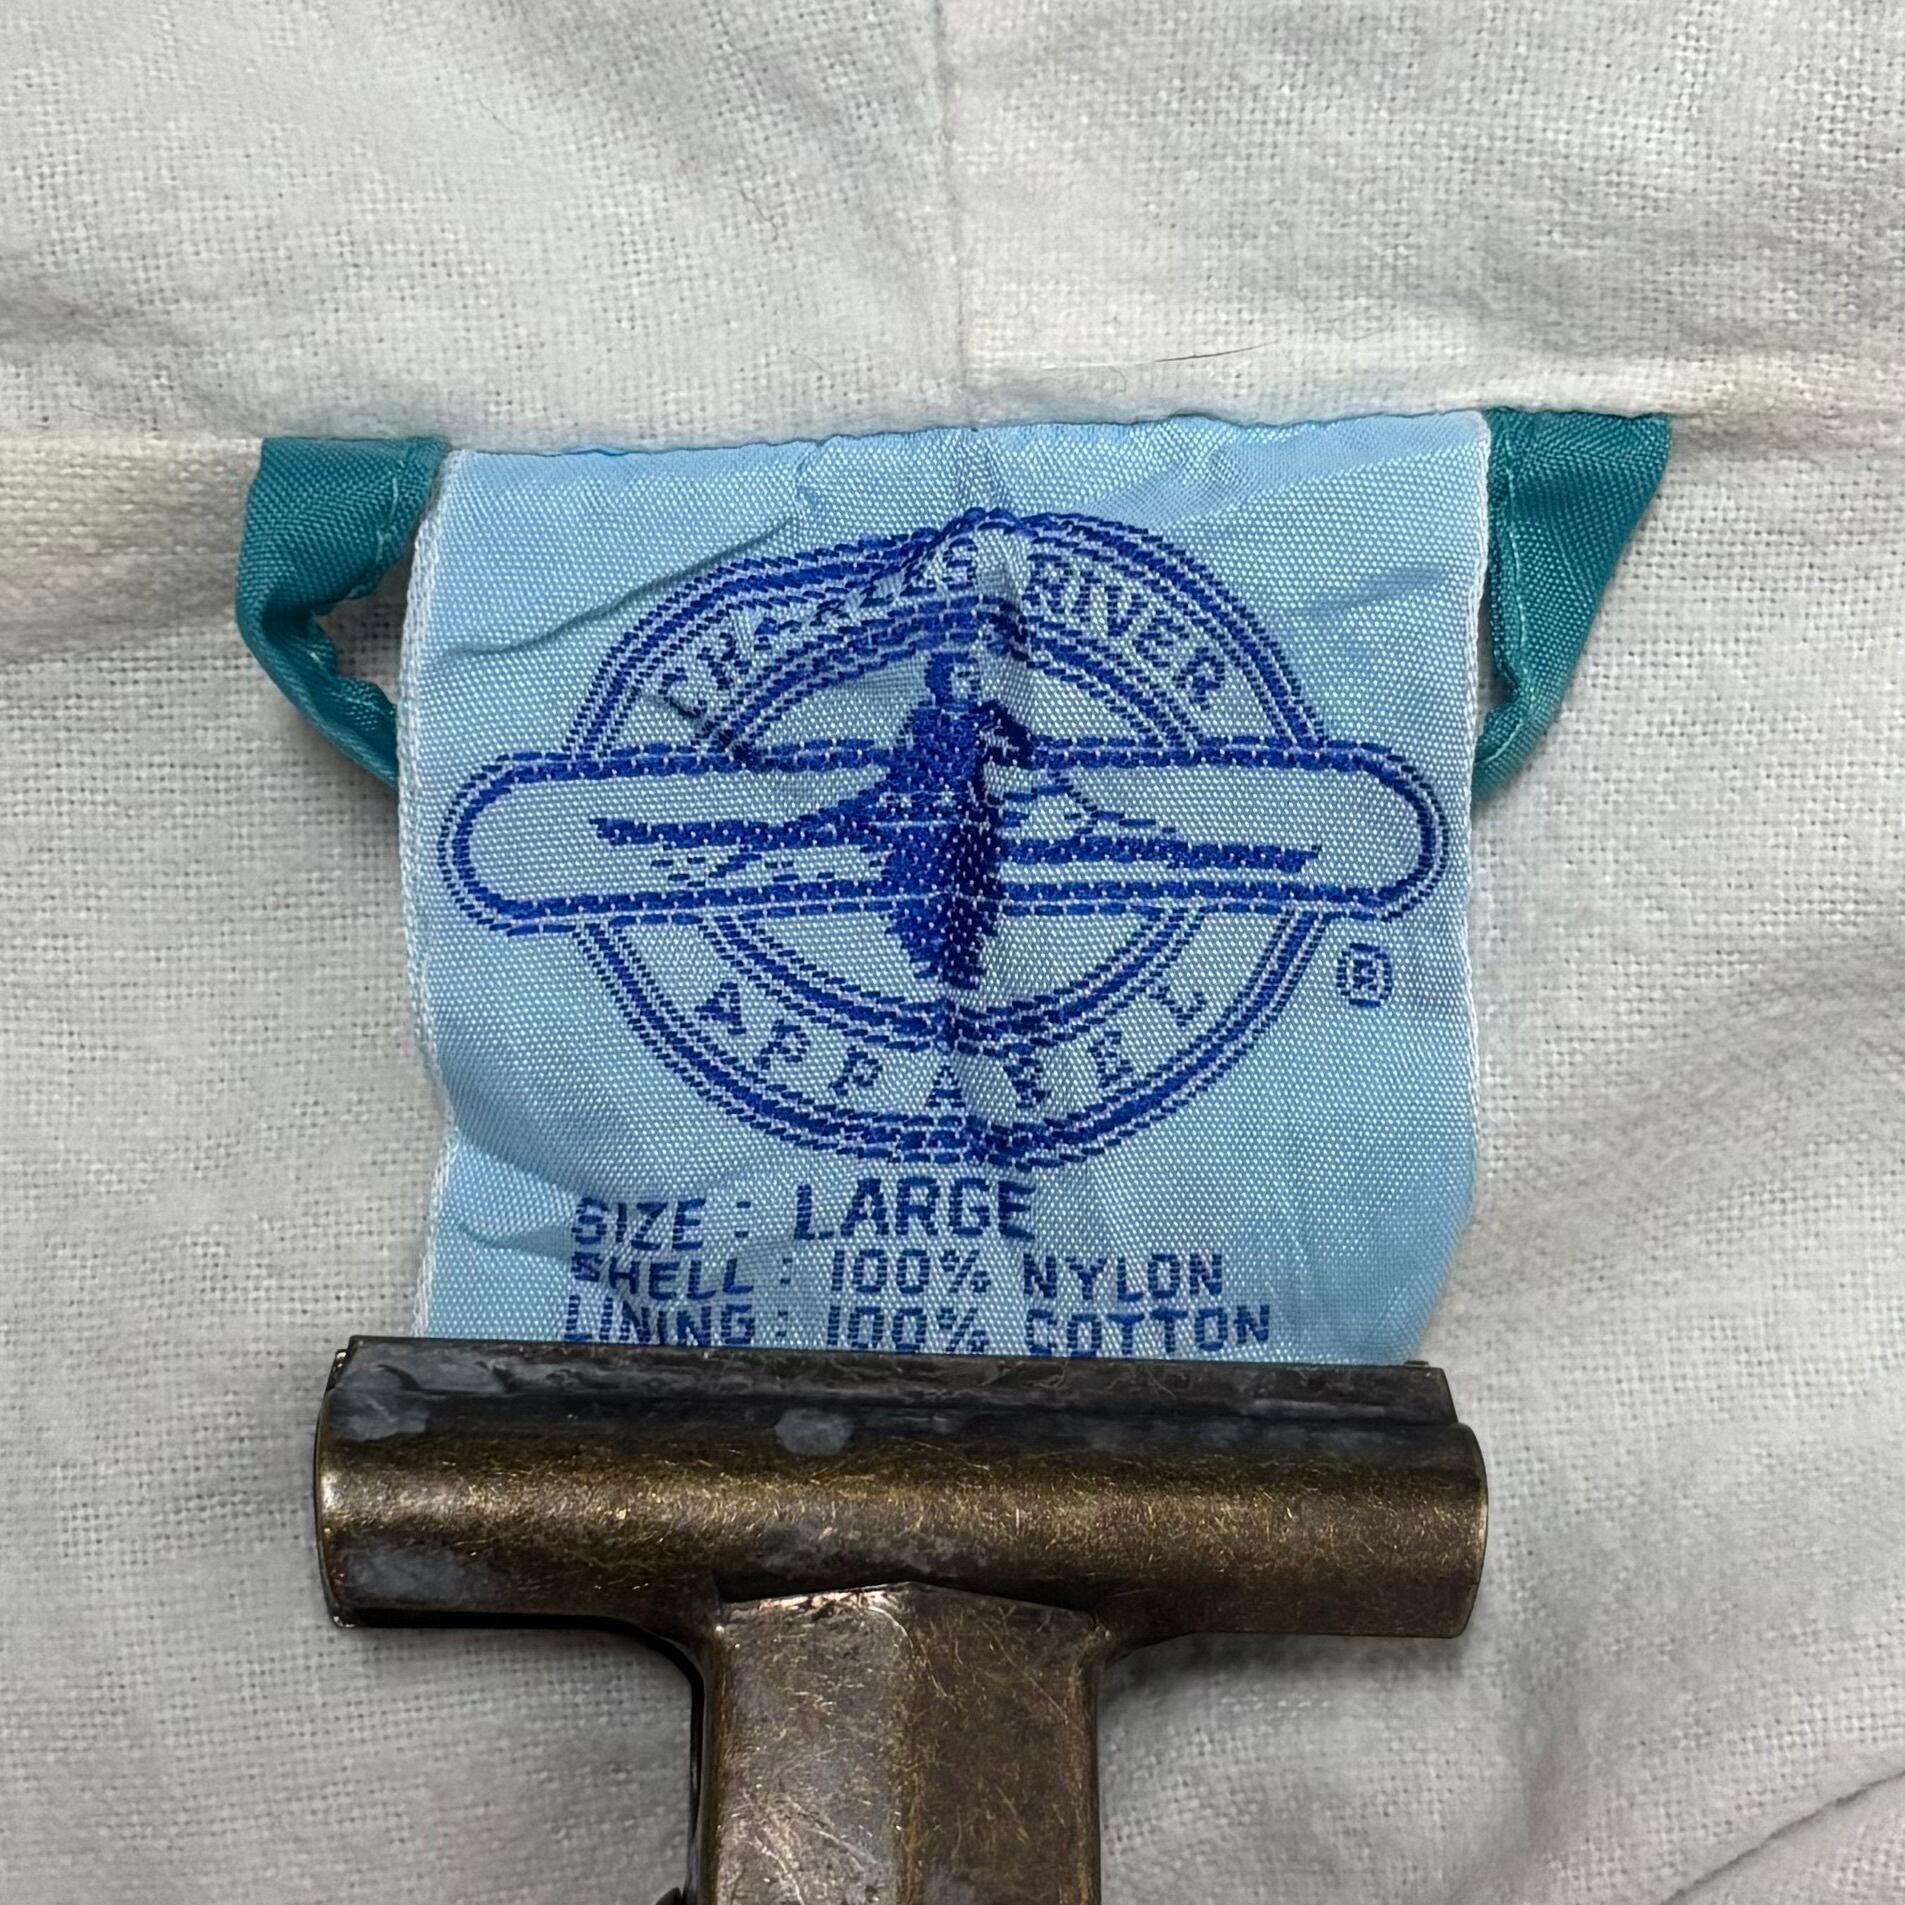 CHARLES RIVER
APPAREL
®
SIZE: LARGE
SHELL: 100% NYLON
LINING: 100% COTTON